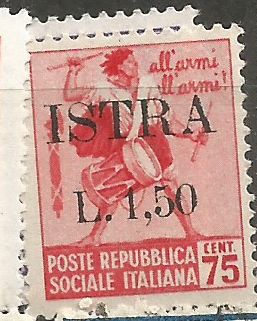 all'armi
all'armi!
ISTRA
L. 1,50
POSTE REPUBBLICA
SOCIALE ITALIANA
CENT.
75